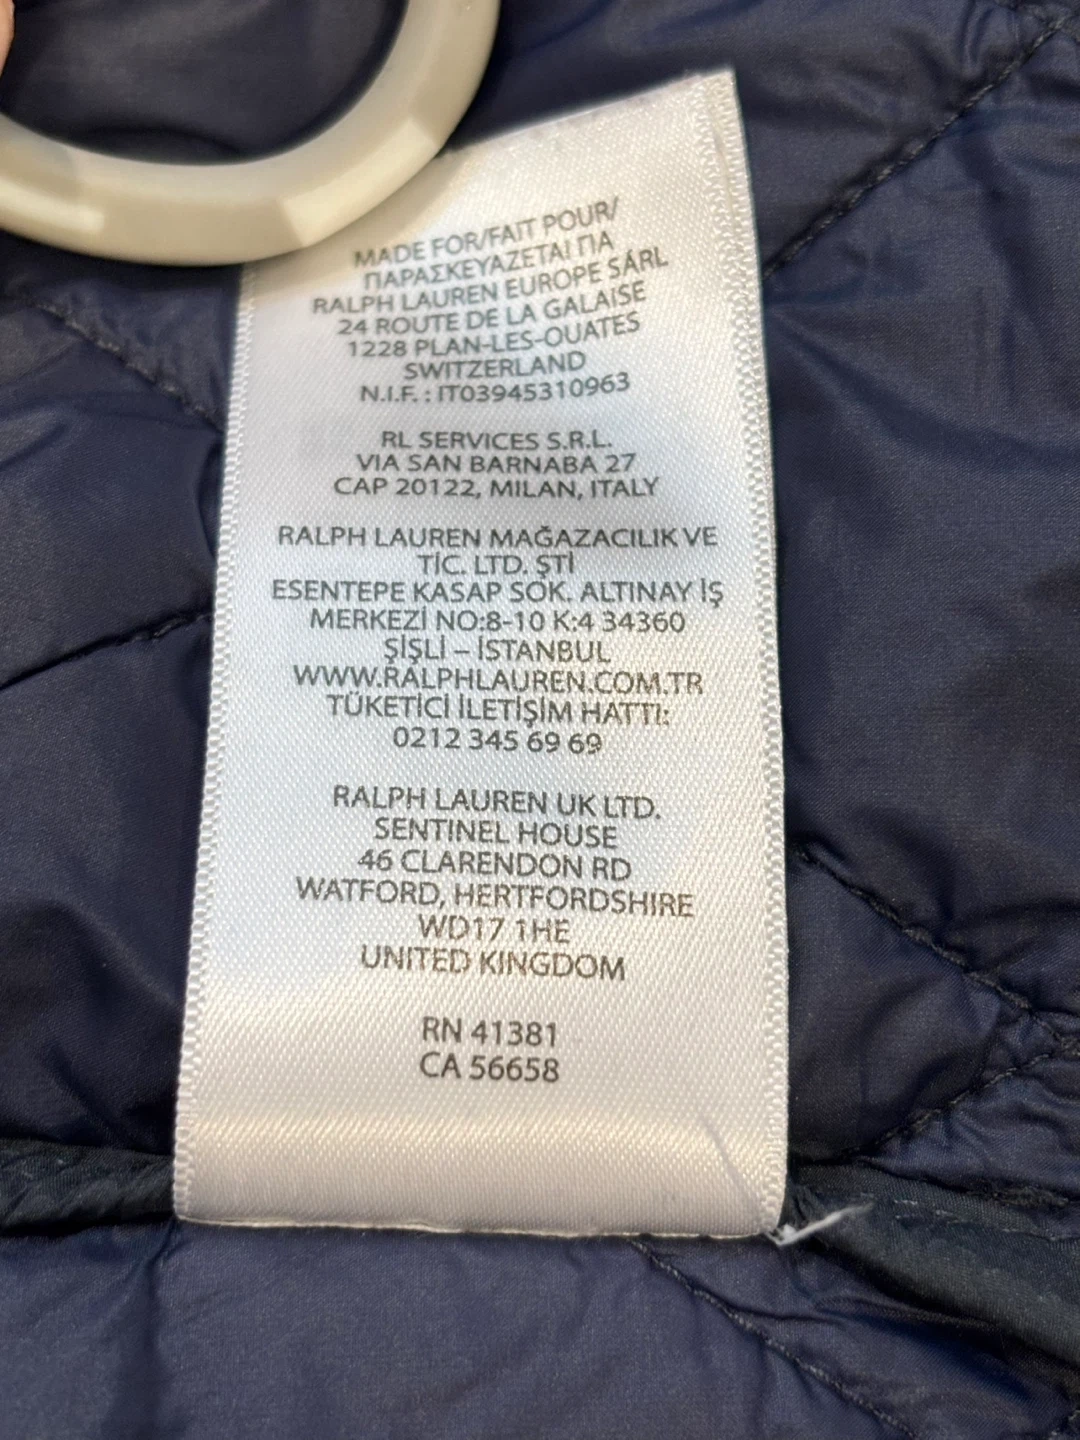 MADE FOR/FAIT POUR/
ΠΑΡΑΣΚΕΥΑΖΕΤΑΙ ΓΙΑ
RALPH LAUREN EUROPE SÁRL
24 ROUTE DE LA GALAISE
1228 PLAN-LES-OUATES
SWITZERLAND
N.I.F. : IT03945310963
RL SERVICES S.R.L.
VIA SAN BARNABA 27
CAP 20122, MILAN, ITALY
RALPH LAUREN MAĞAZACILIK VE
TİC. LTD. ŞTİ
ESENTEPE KASAP SOK. ALTINAY İŞ
MERKEZİ NO:8-10 K:4 34360
ŞİŞLİ – İSTANBUL
WWW.RALPHLAUREN.COM.TR
TÜKETİCİ İLETİŞİM HATTI:
0212 345 69 69
RALPH LAUREN UK LTD.
SENTINEL HOUSE
46 CLARENDON RD
WATFORD, HERTFORDSHIRE
WD17 1HE
UNITED KINGDOM
RN 41381
CA 56658